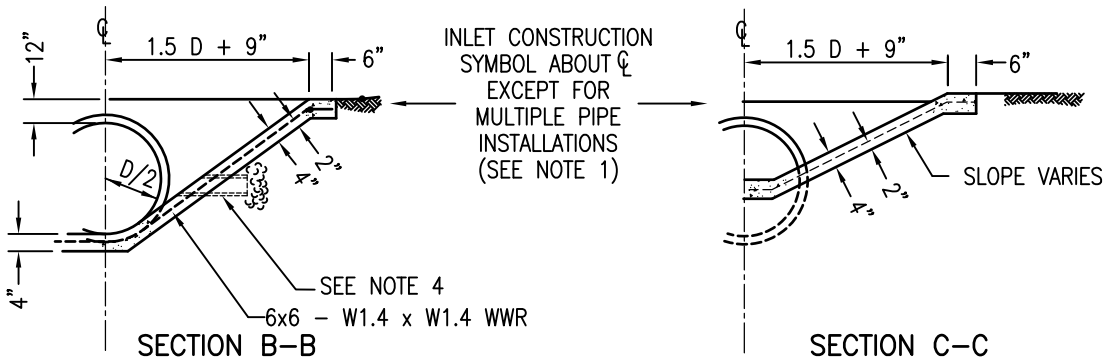 ℄
12"
1.5 D + 9"
6"
D/2
2"
4"
4"
SEE NOTE 4
6x6 - W1.4 x W1.4 WWR
SECTION B-B
INLET CONSTRUCTION
SYMBOL ABOUT ℄
EXCEPT FOR
MULTIPLE PIPE
INSTALLATIONS
(SEE NOTE 1)
℄
1.5 D + 9"
6"
2"
4"
SLOPE VARIES
SECTION C-C